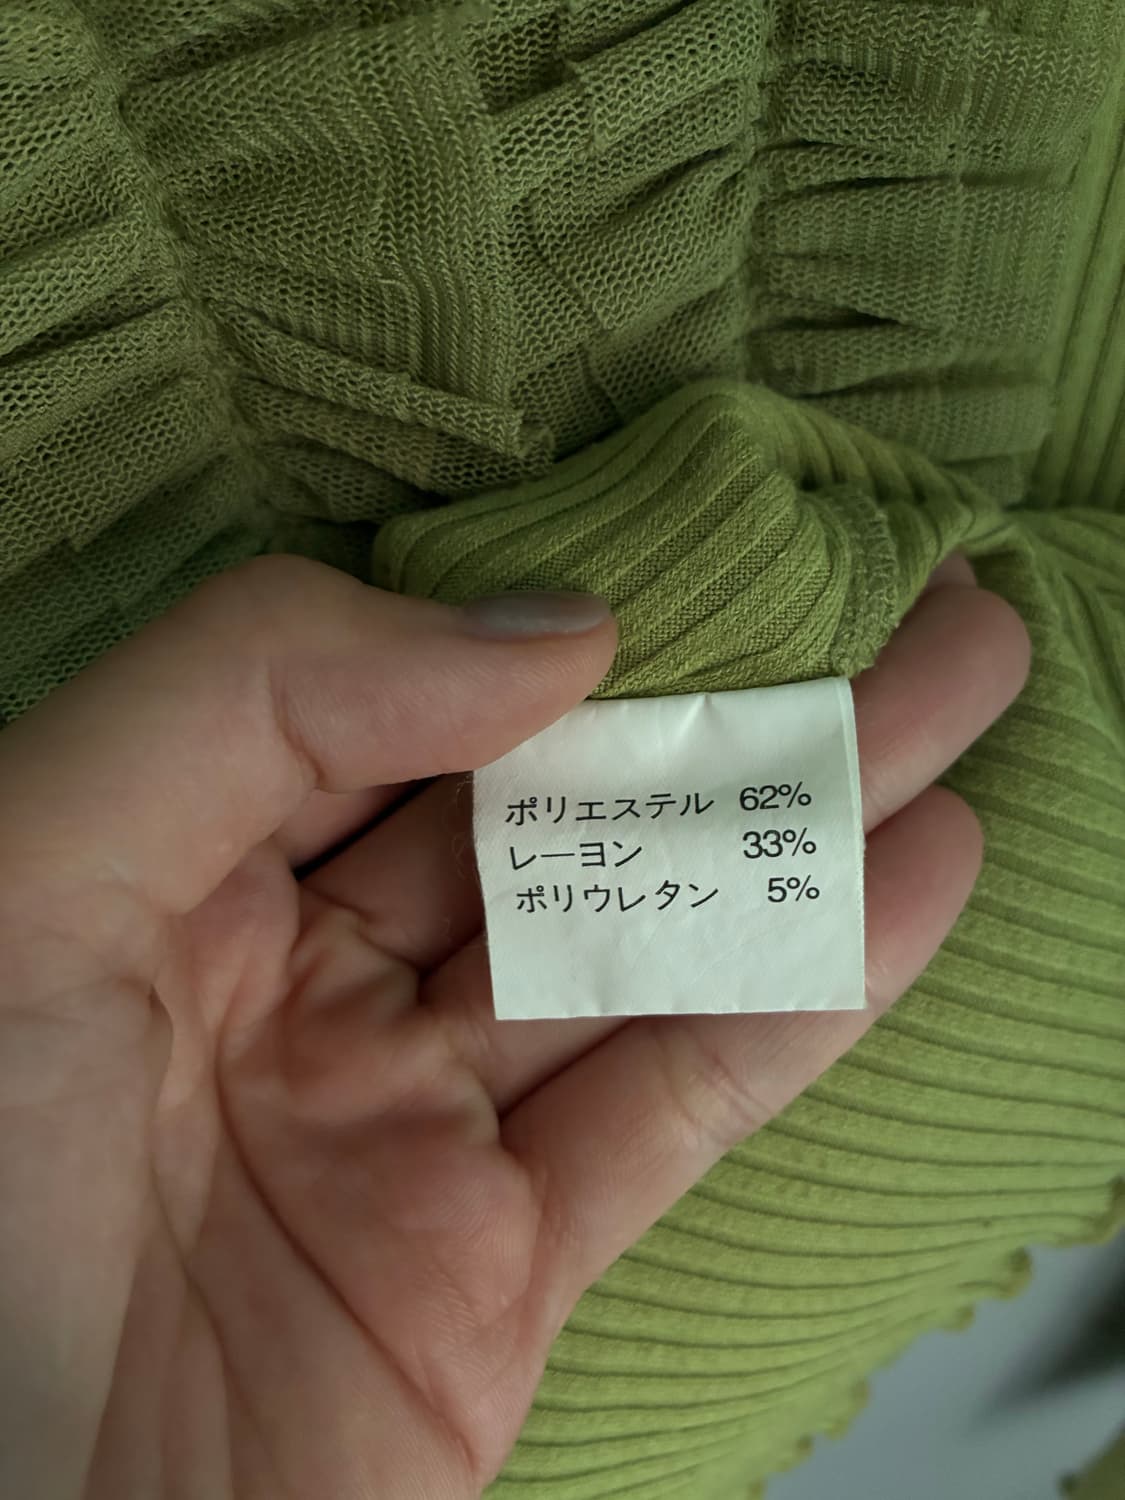 ポリエステル 62%
レーヨン 33%
ポリウレタン 5%